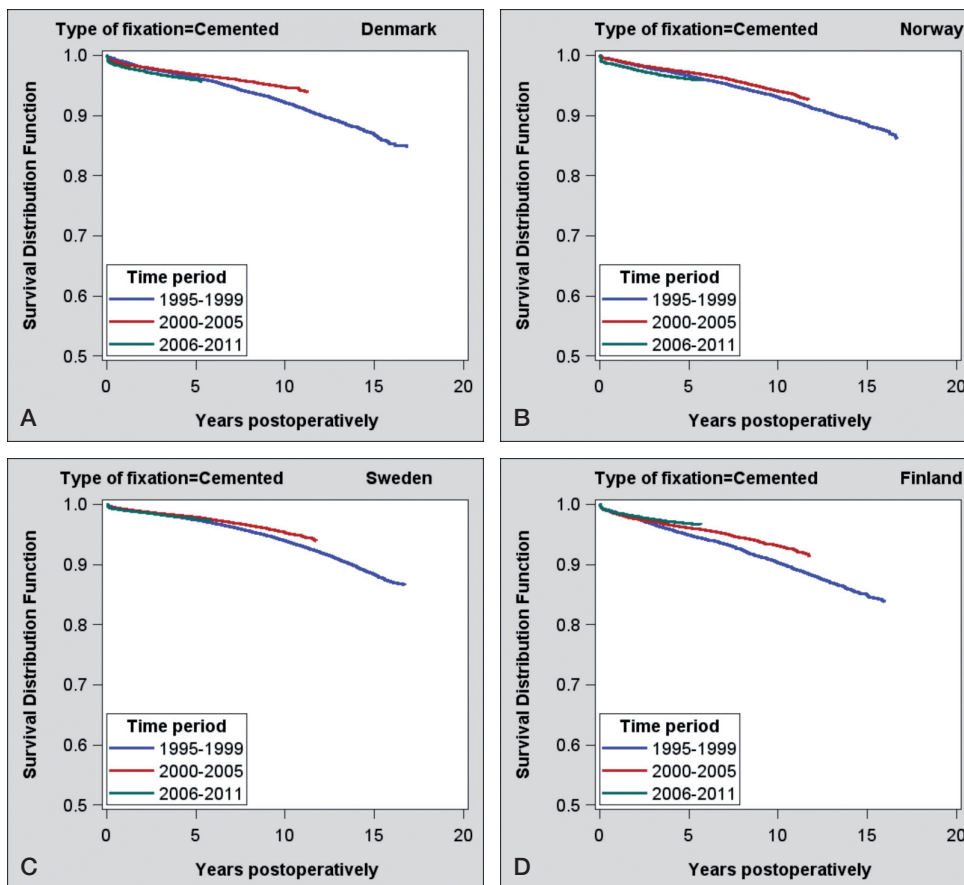 Type of fixation=Cemented Denmark
Survival Distribution Function
1.0
0.9
0.8
0.7
0.6
0.5
Time period
1995-1999
2000-2005
2006-2011
0 5 10 15 20
A Years postoperatively
Type of fixation=Cemented Norway
Survival Distribution Function
1.0
0.9
0.8
0.7
0.6
0.5
Time period
1995-1999
2000-2005
2006-2011
0 5 10 15 20
B Years postoperatively
Type of fixation=Cemented Sweden
Survival Distribution Function
1.0
0.9
0.8
0.7
0.6
0.5
Time period
1995-1999
2000-2005
2006-2011
0 5 10 15 20
C Years postoperatively
Type of fixation=Cemented Finland
Survival Distribution Function
1.0
0.9
0.8
0.7
0.6
0.5
Time period
1995-1999
2000-2005
2006-2011
0 5 10 15 20
D Years postoperatively